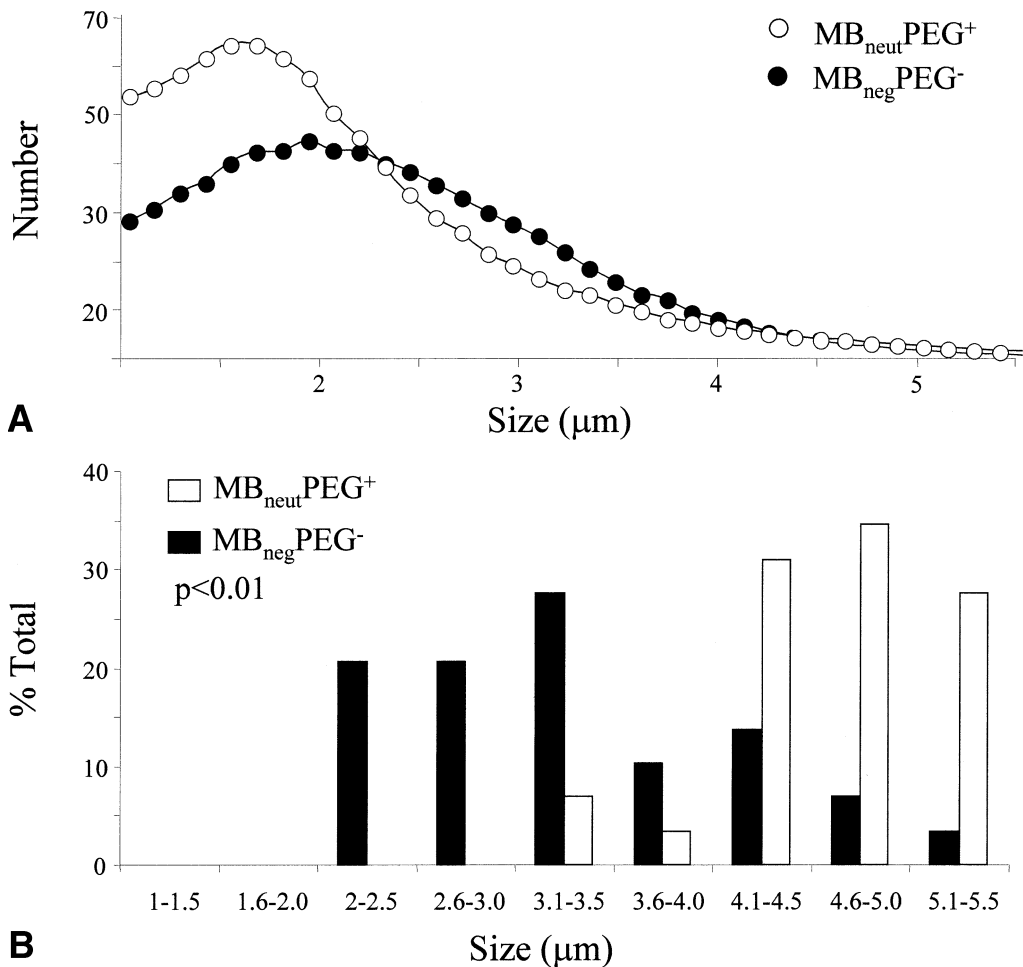 70
50
30
20
Number
MBneutPEG+
MBnegPEG-
2 3 4 5
Size (μm)
A
40
30
20
10
0
% Total
MBneutPEG+
MBnegPEG-
p<0.01
1-1.5 1.6-2.0 2-2.5 2.6-3.0 3.1-3.5 3.6-4.0 4.1-4.5 4.6-5.0 5.1-5.5
Size (μm)
B